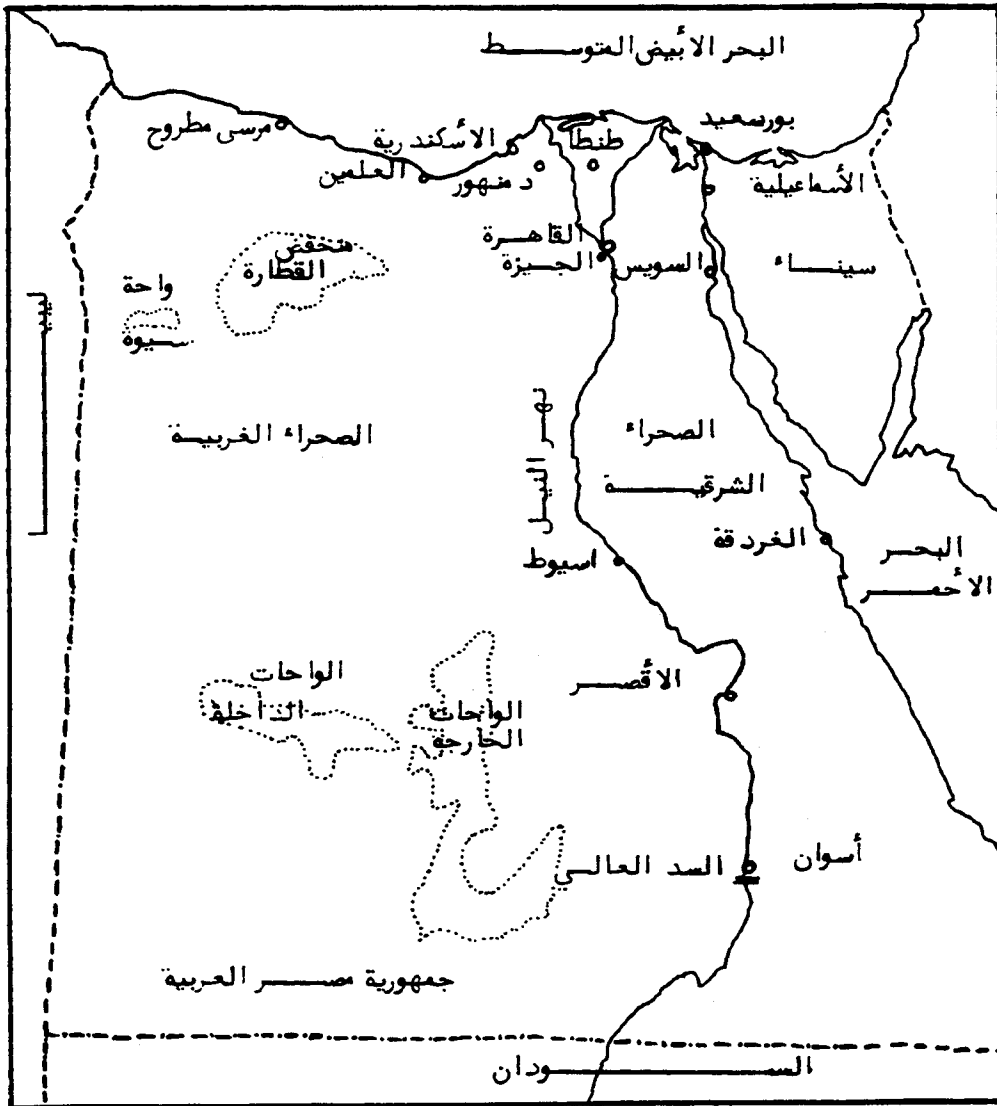 البحر الأبيض المتوسط
بورسعيد
طنطا
الأسكندرية
مرسى مطروح
الأسماعيلية
د منهور
العلمين
القاهرة
الجيزة
السويس
سيناء
منخفض
القطارة
واحة
سيوة
ليبيا
الصحراء الغربية
نهر النيل
الصحراء
الشرقية
الغردقة
البحر
الأحمر
اسيوط
الأقصر
الواحات
الداخلة
الواحات
الخارجة
السد العالي
أسوان
جمهورية مصر العربية
السودان